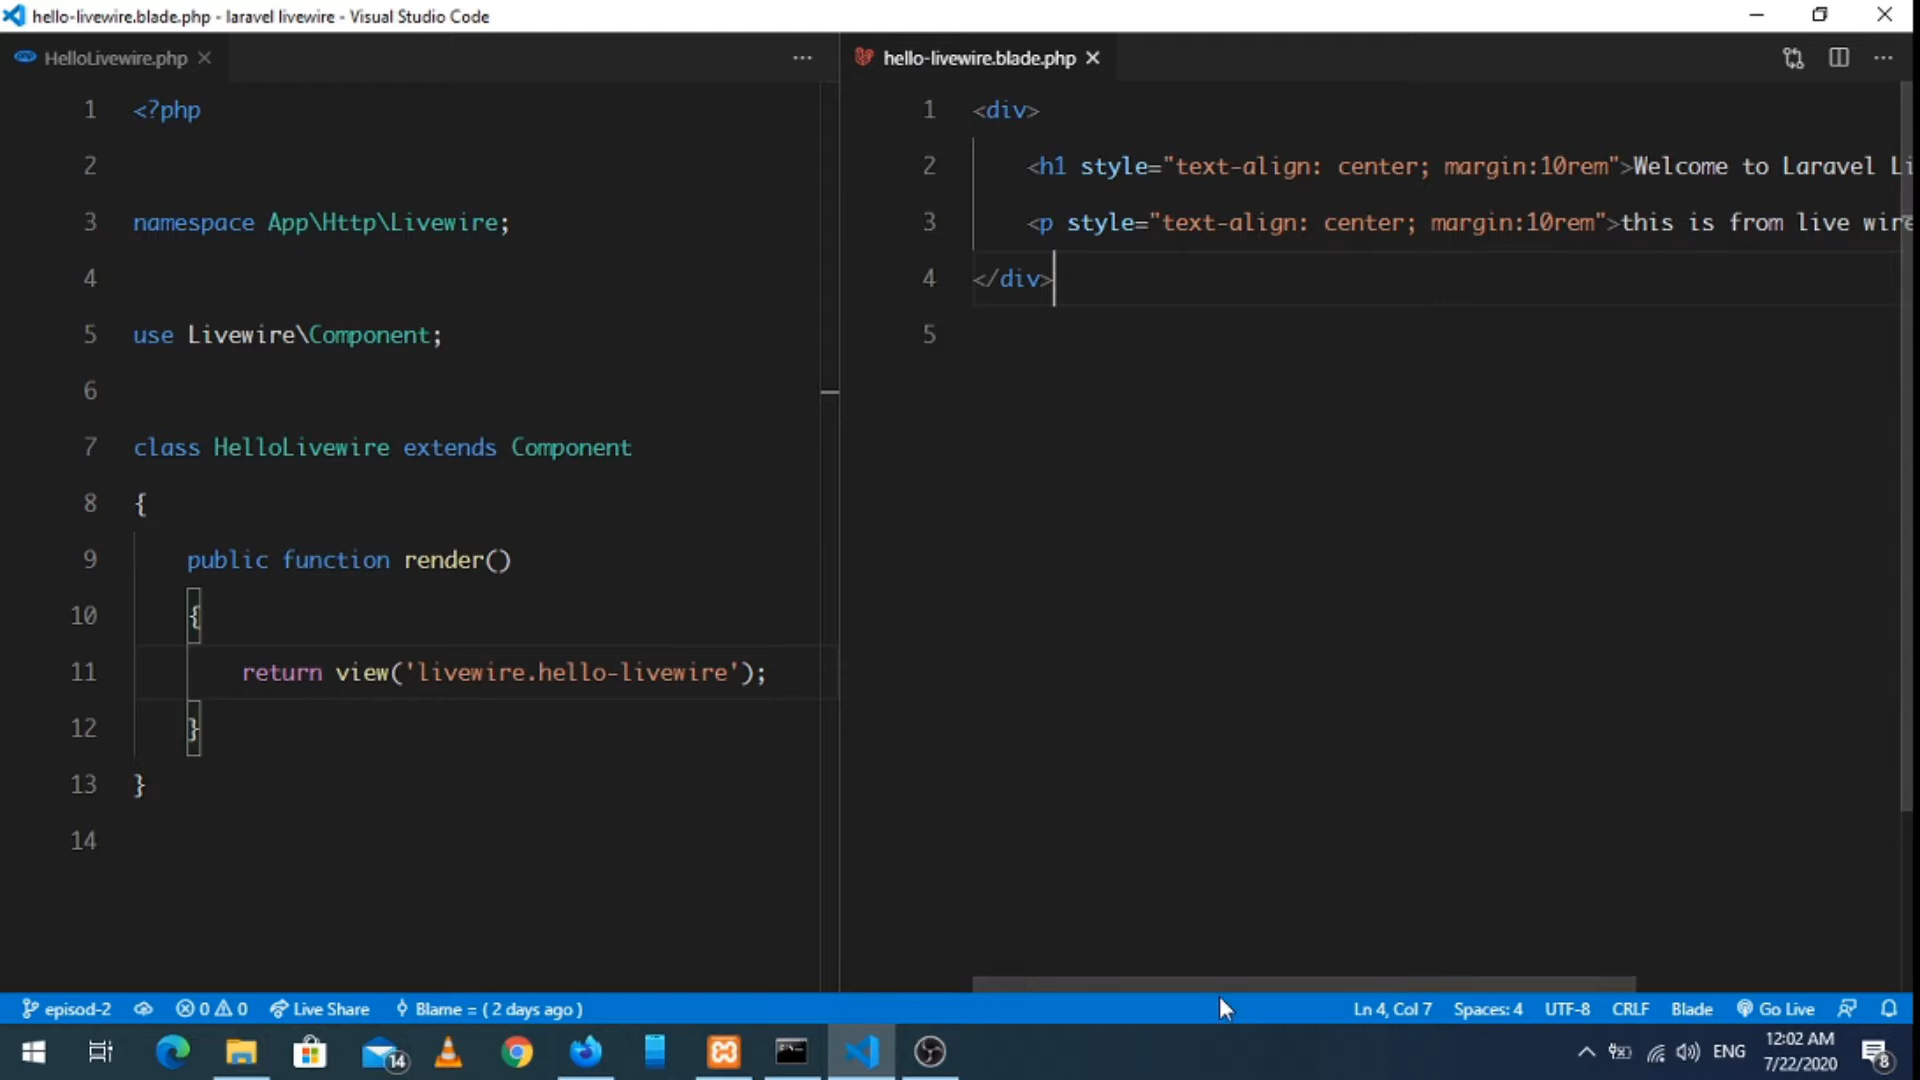 hello-livewire.blade.php - laravel livewire - Visual Studio Code
HelloLivewire.php
1 <?php
2
3 namespace App\Http\Livewire;
4
5 use Livewire\Component;
6
7 class HelloLivewire extends Component
8 {
9 public function render()
10 {
11 return view('livewire.hello-livewire');
12 }
13 }
14
hello-livewire.blade.php
1 <div>
2 <h1 style="text-align: center; margin:10rem">Welcome to Laravel Li
3 <p style="text-align: center; margin:10rem">this is from live wire
4 </div>
5
episod-2 0 0 Live Share Blame = ( 2 days ago ) Ln 4, Col 7 Spaces: 4 UTF-8 CRLF Blade Go Live
14 ENG 12:02 AM
7/22/2020 8